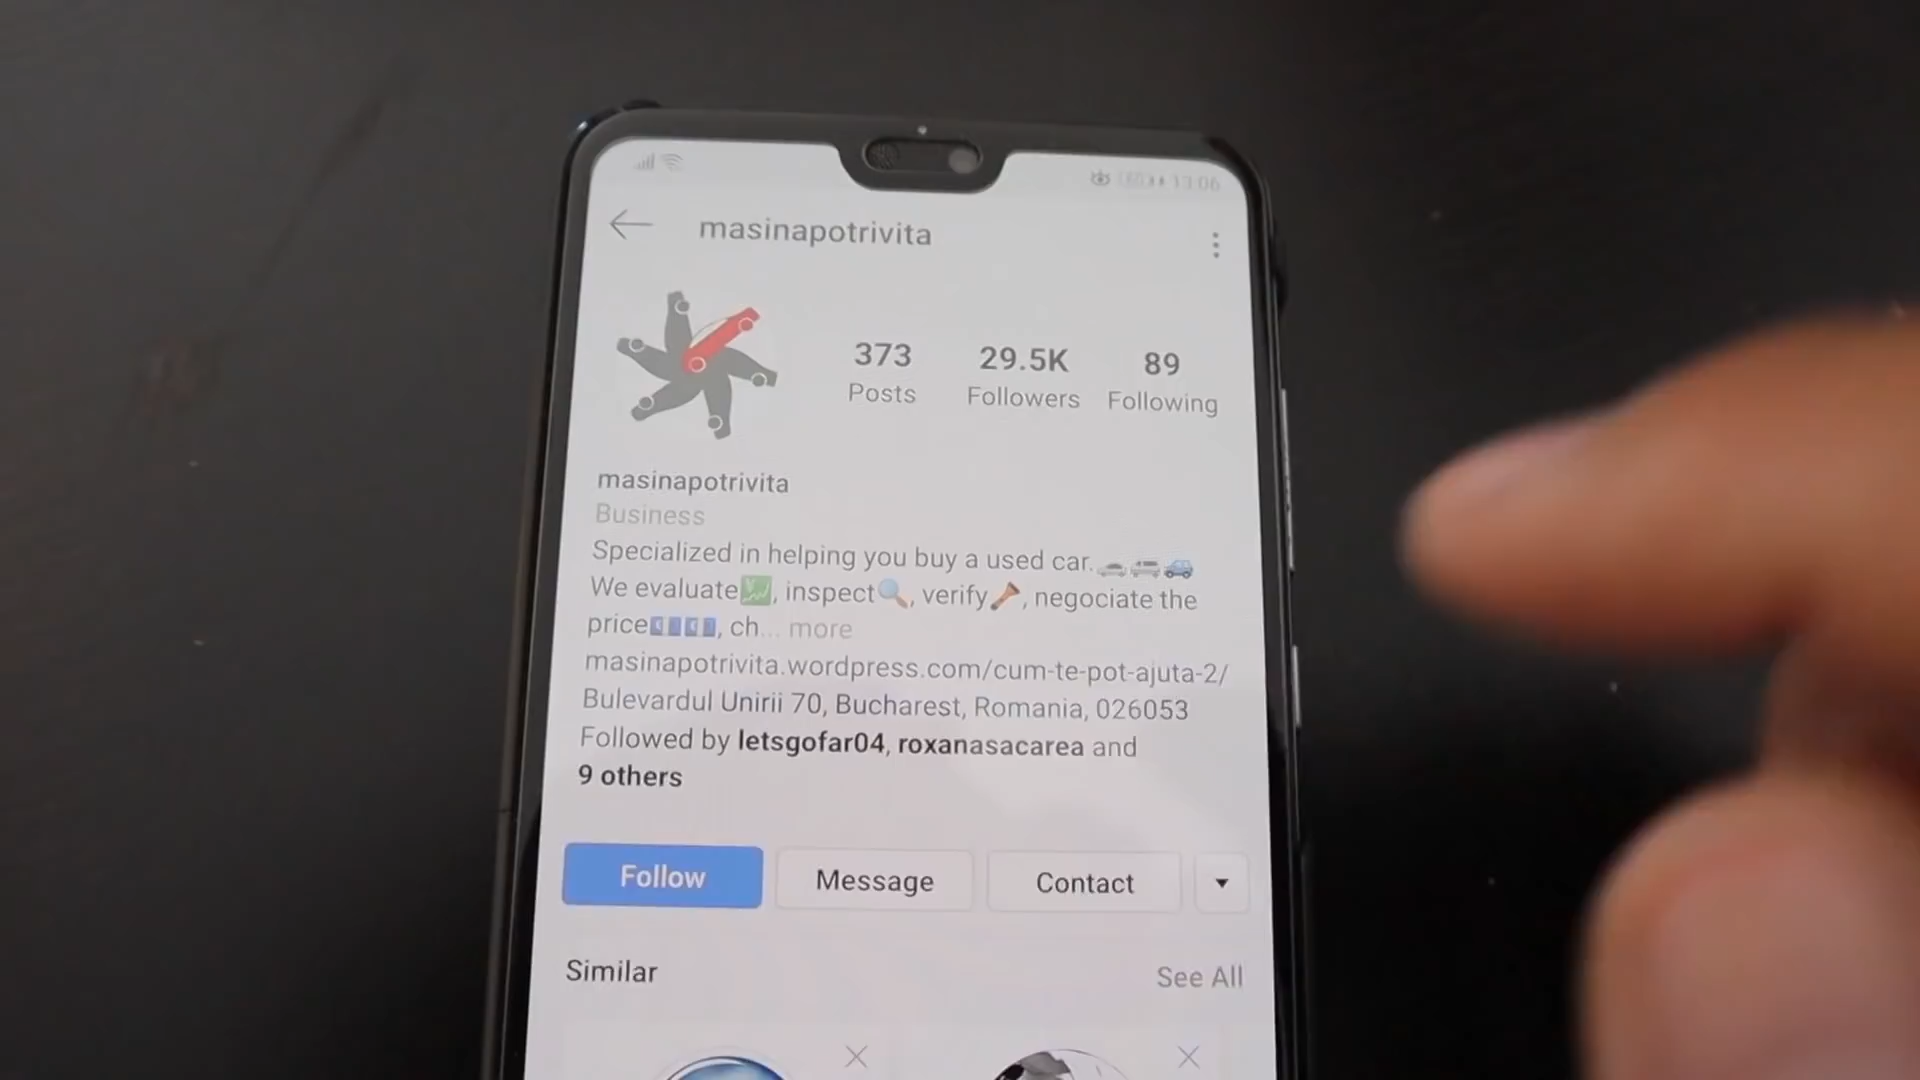 13:06
masinapotrivita
373 29.5K 89
Posts Followers Following
masinapotrivita
Business
Specialized in helping you buy a used car.
We evaluate, inspect, verify, negociate the
price, ch... more
masinapotrivita.wordpress.com/cum-te-pot-ajuta-2/
Bulevardul Unirii 70, Bucharest, Romania, 026053
Followed by letsgofar04, roxanasacarea and
9 others
Follow Message Contact
Similar See All